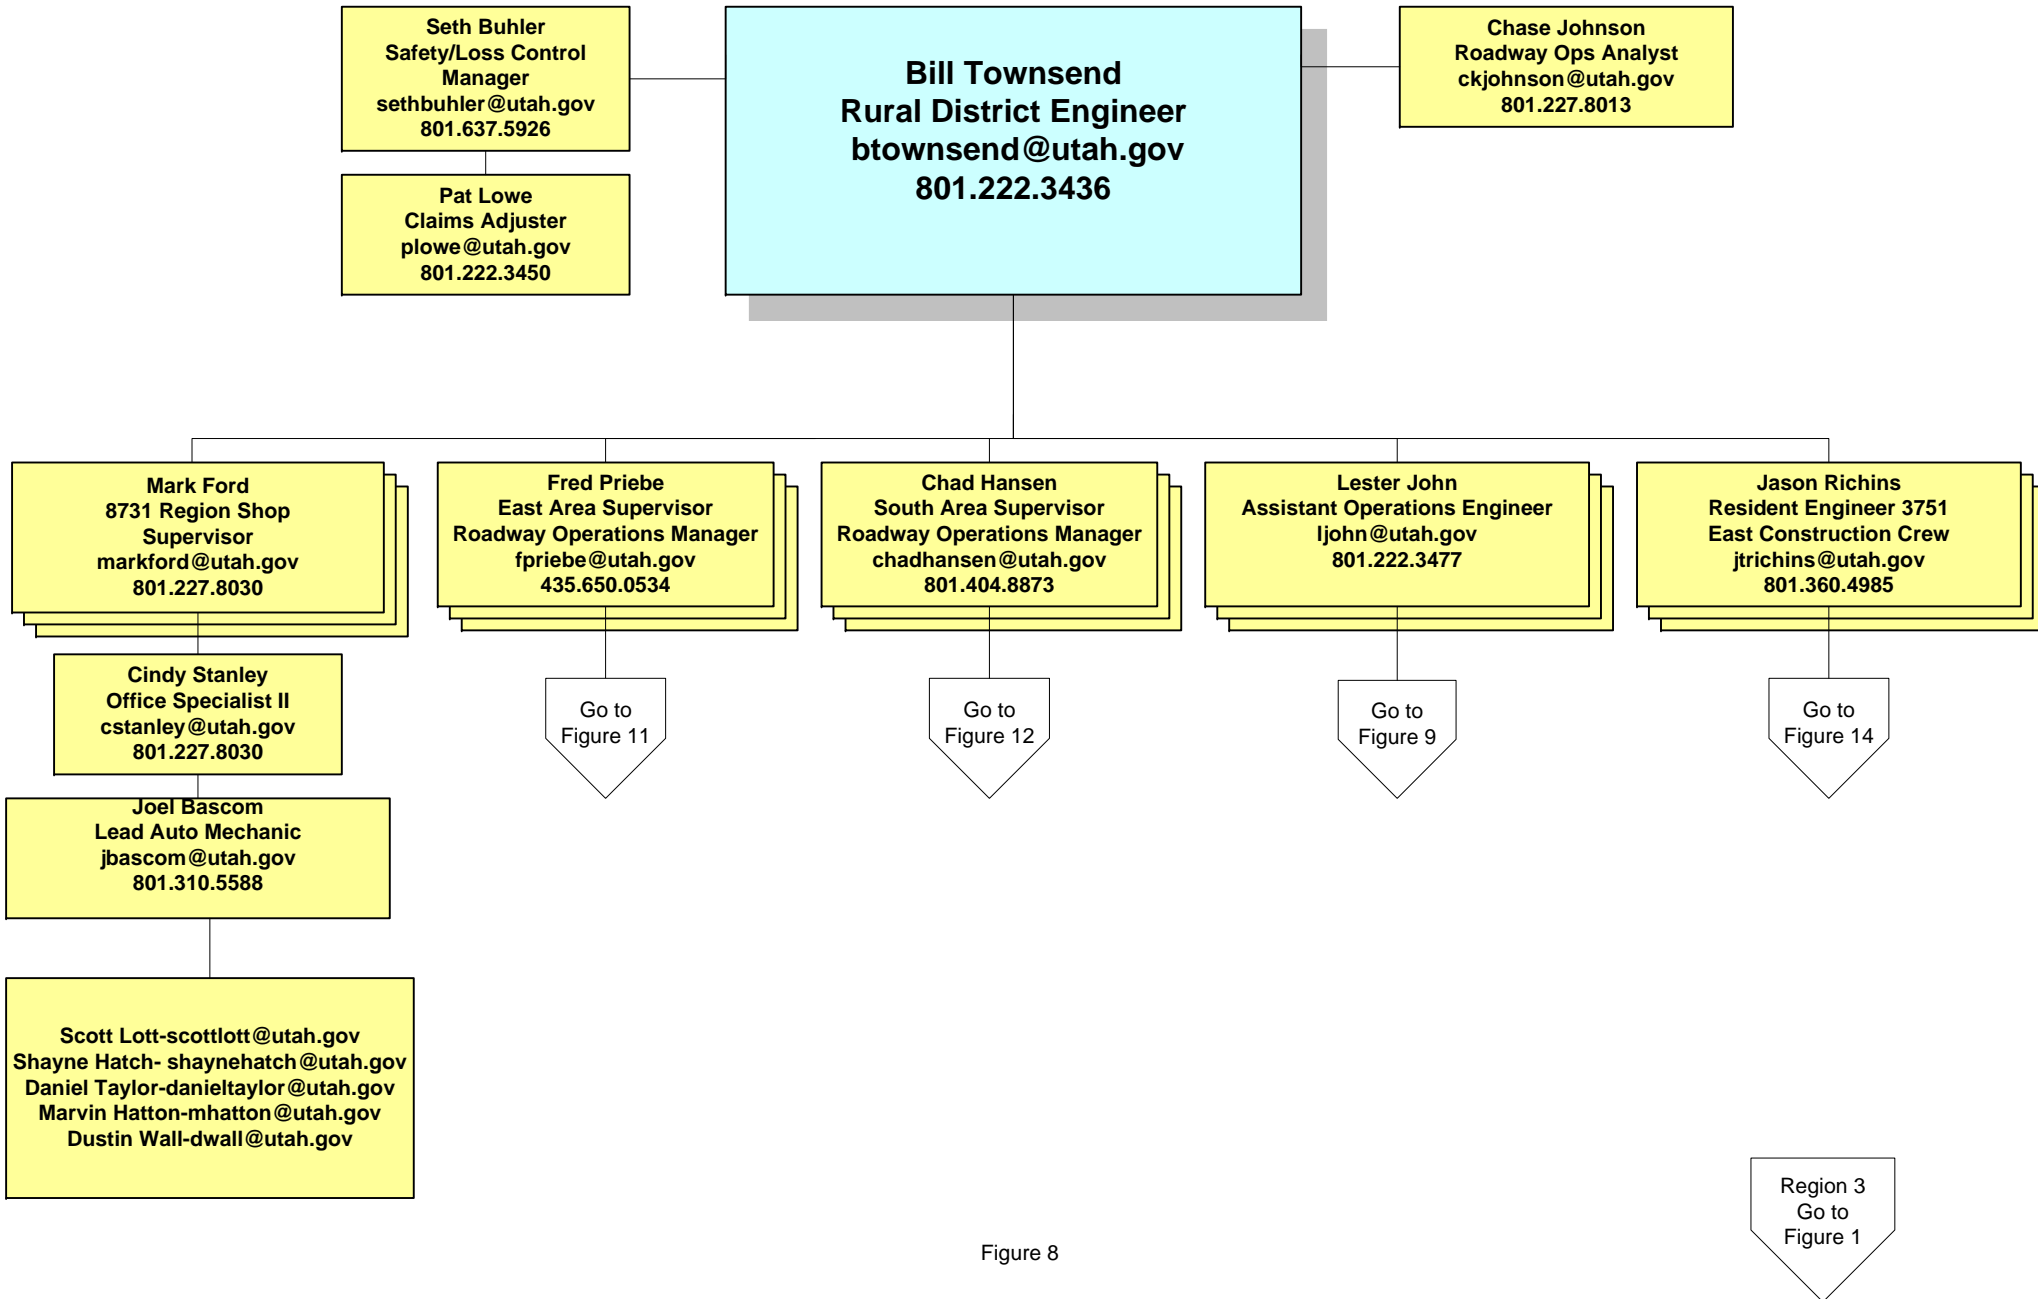 Seth Buhler
Safety/Loss Control
Manager
sethbuhler@utah.gov
801.637.5926
Pat Lowe
Claims Adjuster
plowe@utah.gov
801.222.3450
Bill Townsend
Rural District Engineer
btownsend@utah.gov
801.222.3436
Chase Johnson
Roadway Ops Analyst
ckjohnson@utah.gov
801.227.8013
Mark Ford
8731 Region Shop
Supervisor
markford@utah.gov
801.227.8030
Cindy Stanley
Office Specialist II
cstanley@utah.gov
801.227.8030
Joel Bascom
Lead Auto Mechanic
jbascom@utah.gov
801.310.5588
Scott Lott-scottlott@utah.gov
Shayne Hatch- shaynehatch@utah.gov
Daniel Taylor-danieltaylor@utah.gov
Marvin Hatton-mhatton@utah.gov
Dustin Wall-dwall@utah.gov
Fred Priebe
East Area Supervisor
Roadway Operations Manager
fpriebe@utah.gov
435.650.0534
Go to
Figure 11
Chad Hansen
South Area Supervisor
Roadway Operations Manager
chadhansen@utah.gov
801.404.8873
Go to
Figure 12
Lester John
Assistant Operations Engineer
ljohn@utah.gov
801.222.3477
Go to
Figure 9
Jason Richins
Resident Engineer 3751
East Construction Crew
jtrichins@utah.gov
801.360.4985
Go to
Figure 14
Region 3
Go to
Figure 1
Figure 8